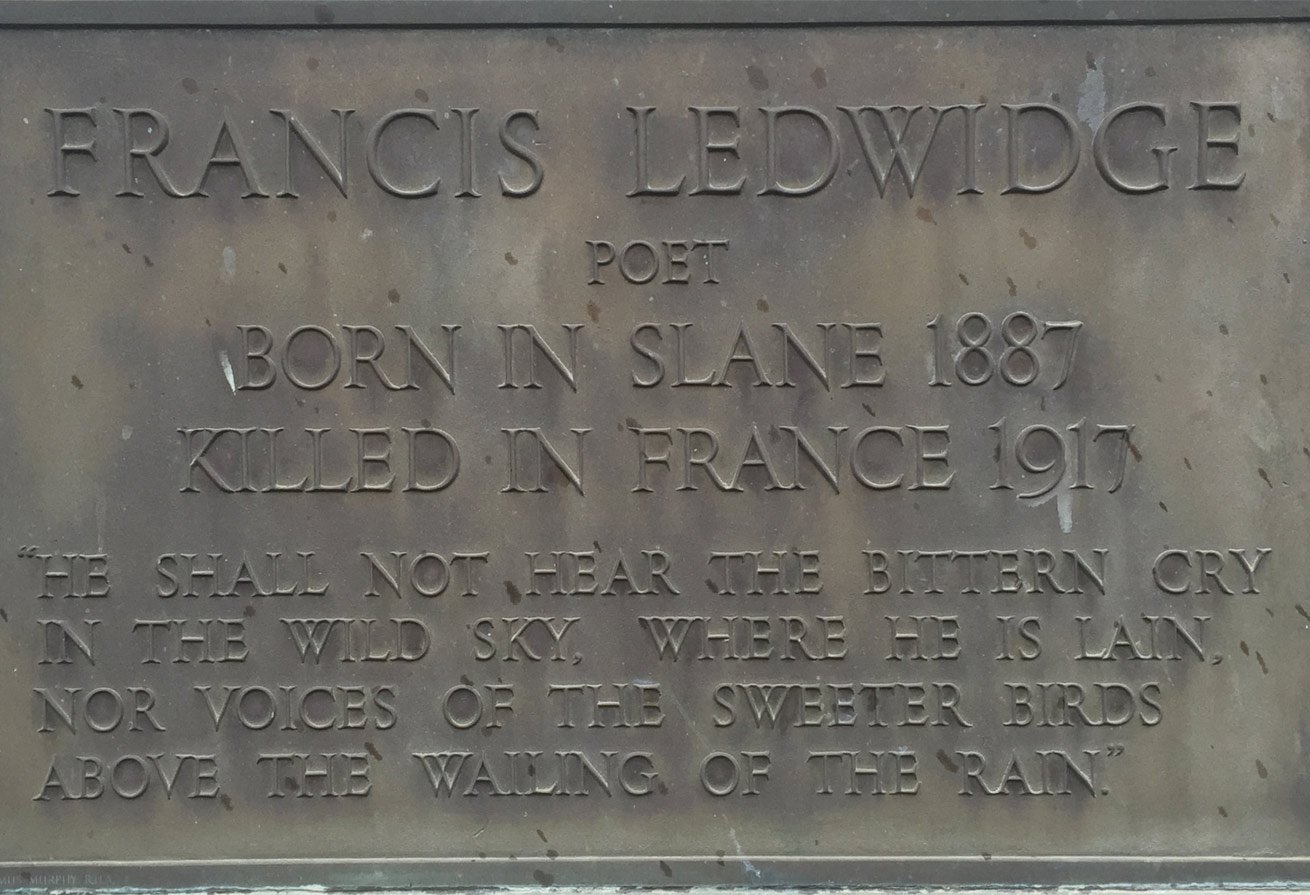 FRANCIS LEDWIDGE
POET
BORN IN SLANE 1887
KILLED IN FRANCE 1917
“HE SHALL NOT HEAR THE BITTERN CRY
IN THE WILD SKY, WHERE HE IS LAIN,
NOR VOICES OF THE SWEETER BIRDS
ABOVE THE WAILING OF THE RAIN.”
MURPHY